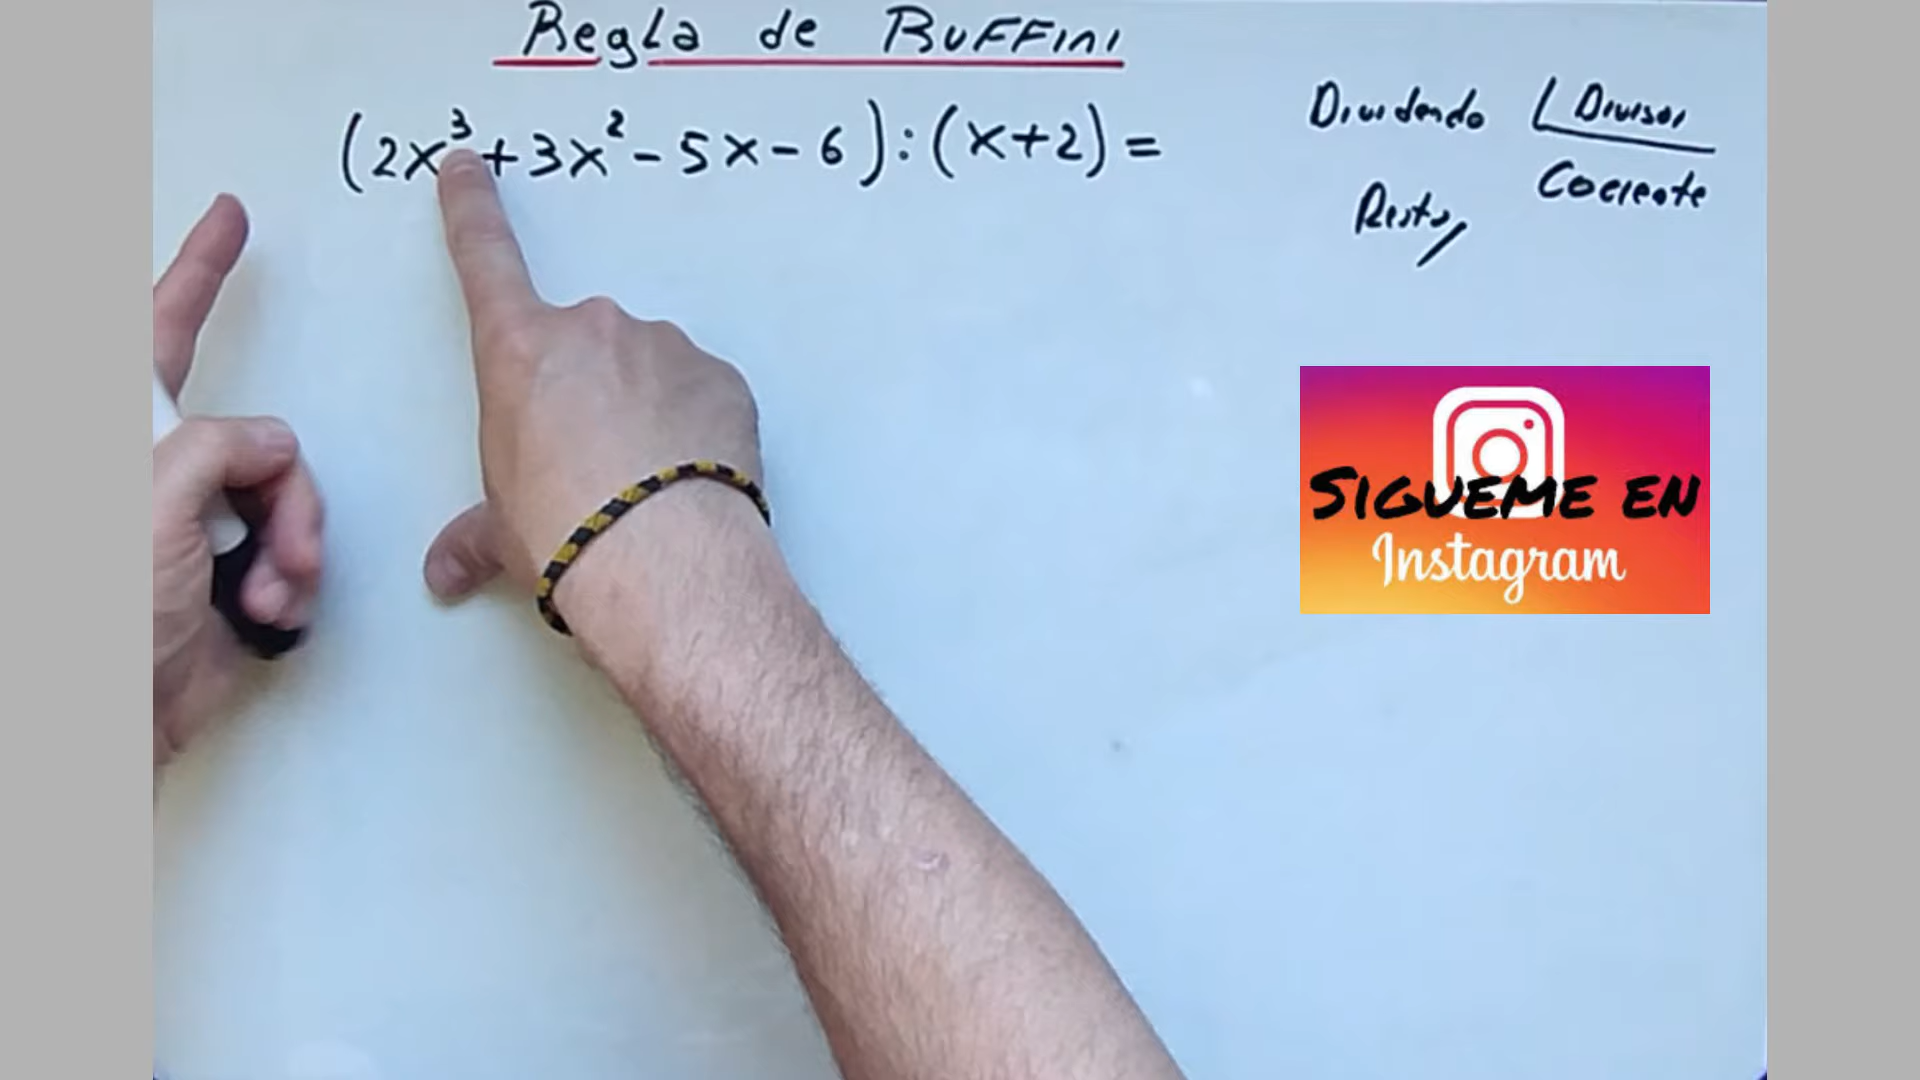 Regla de RUFFINI
(2x³+3x²-5x-6):(x+2)=
Dividendo Divisor
Resto Cociente
SIGUEME EN
Instagram